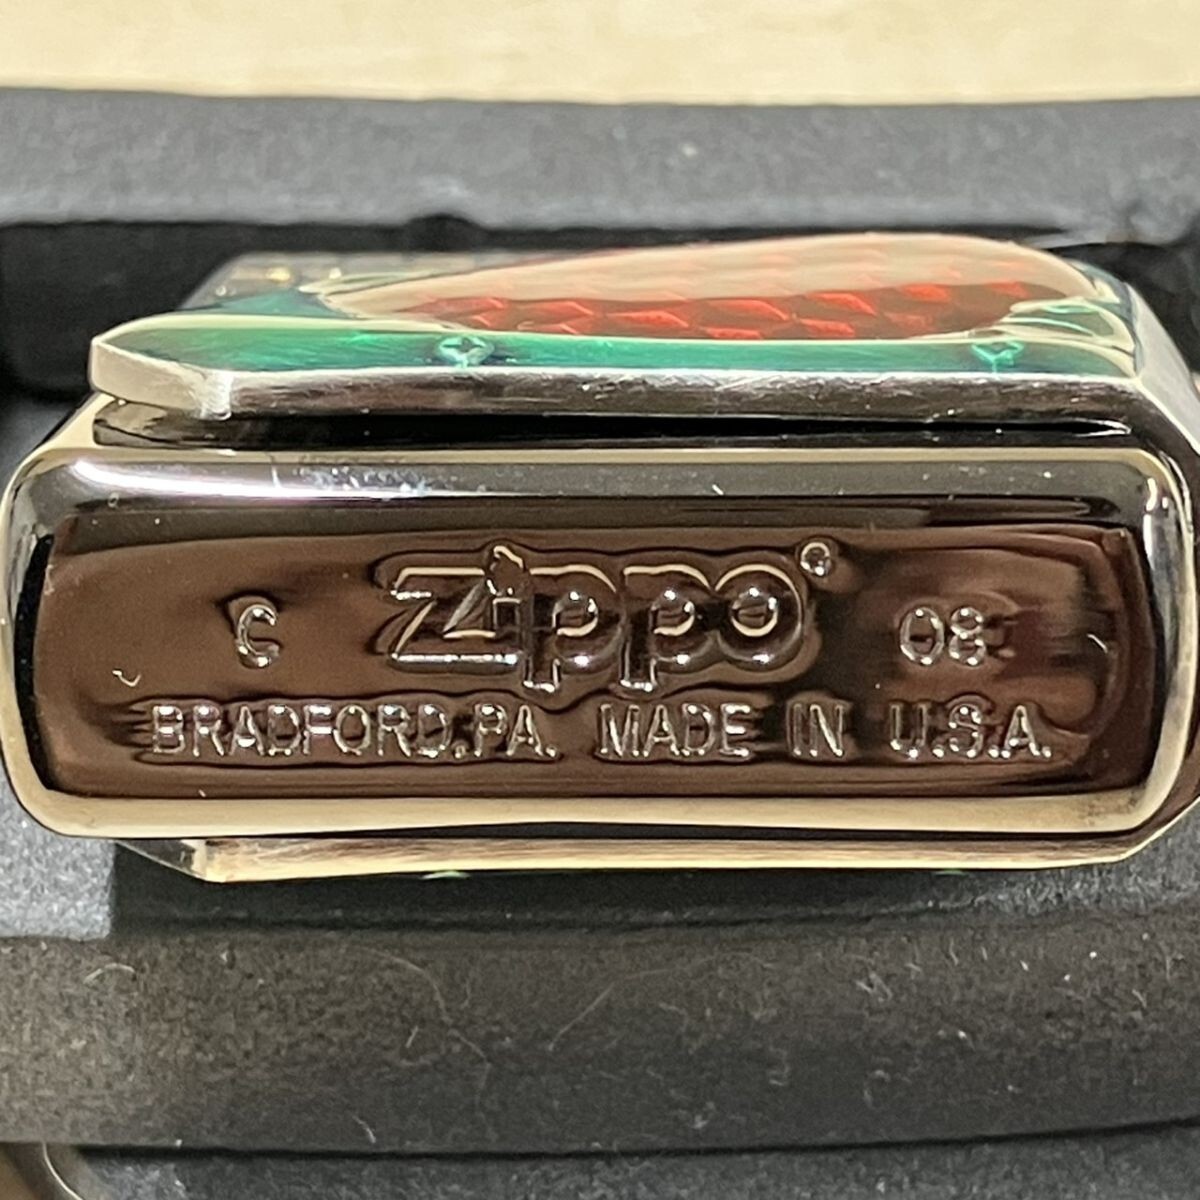 C Zippo® 08
BRADFORD,PA. MADE IN U.S.A.